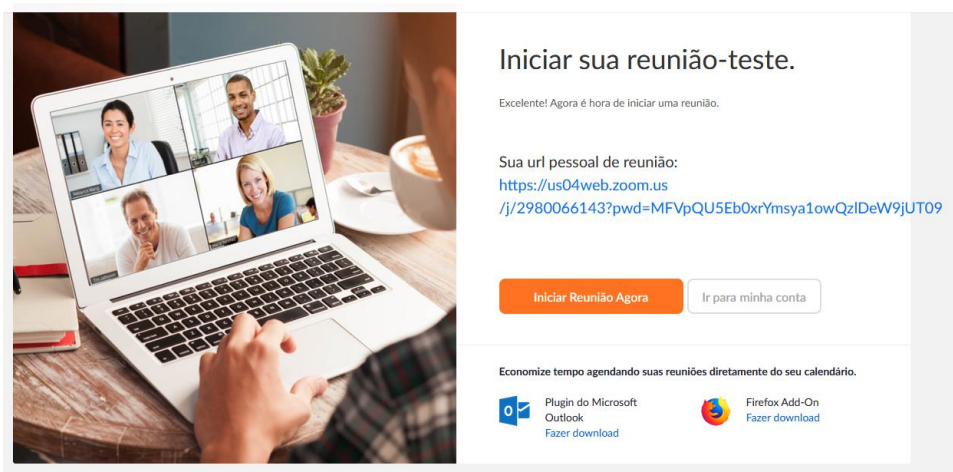 Iniciar sua reunião-teste.
Excelente! Agora é hora de iniciar uma reunião.
Sua url pessoal de reunião:
https://us04web.zoom.us
/j/2980066143?pwd=MFVpQU5Eb0xrYmsya1owQzlDeW9jUT09
Iniciar Reunião Agora
Ir para minha conta
Economize tempo agendando suas reuniões diretamente do seu calendário.
Plugin do Microsoft
Outlook
Fazer download
Firefox Add-On
Fazer download